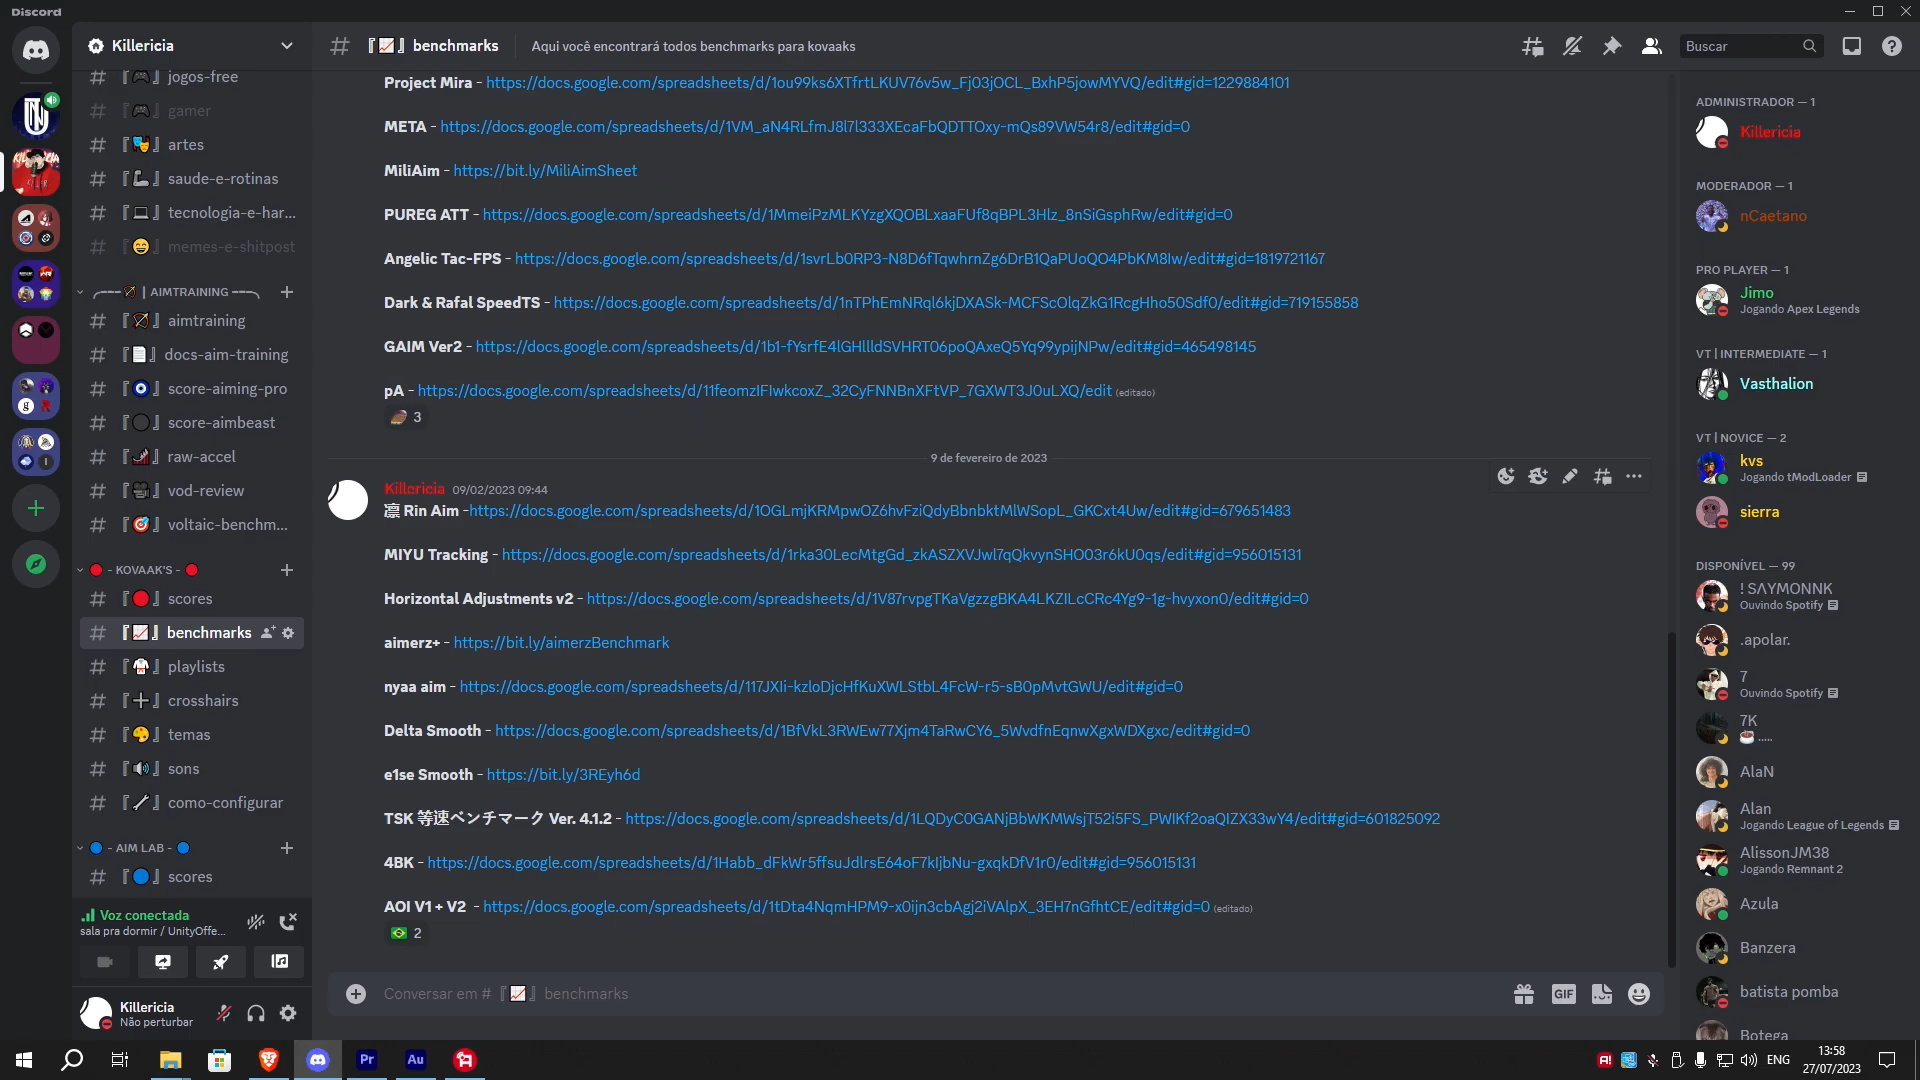 Discord
Killericia
『🎮』 jogos-free
『🎮』 gamer
『🎭』 artes
『🦾』 saude-e-rotinas
『💻』 tecnologia-e-har...
『😄』 memes-e-shitpost
| AIMTRAINING
『🏹』 aimtraining
『📄』 docs-aim-training
『🧿』 score-aiming-pro
score-aimbeast
raw-accel
『🎥』 vod-review
『🎯』 voltaic-benchm...
🔴 - KOVAAK'S - 🔴
『🔴』 scores
『📈』 benchmarks
『👕』 playlists
『➕』 crosshairs
『🎨』 temas
『🔊』 sons
『🔧』 como-configurar
🔵 - AIM LAB - 🔵
『🔵』 scores
Voz conectada
sala pra dormir / UnityOffe...
Killericia
Não perturbar
『📈』 benchmarks
Aqui você encontrará todos benchmarks para kovaaks
Project Mira - https://docs.google.com/spreadsheets/d/1ou99ks6XTfrtLKUV76v5w_Fj03jOCL_BxhP5jowMYVQ/edit#gid=1229884101
META - https://docs.google.com/spreadsheets/d/1VM_aN4RLfmJ8l7l333XEcaFbQDTTOxy-mQs89VW54r8/edit#gid=0
MiliAim - https://bit.ly/MiliAimSheet
PUREG ATT - https://docs.google.com/spreadsheets/d/1MmeiPzMLKYzgXQOBLxaaFUf8qBPL3Hlz_8nSiGsphRw/edit#gid=0
Angelic Tac-FPS - https://docs.google.com/spreadsheets/d/1svrLb0RP3-N8D6fTqwhrnZg6DrB1QaPUoQO4PbKM8Iw/edit#gid=1819721167
Dark & Rafal SpeedTS - https://docs.google.com/spreadsheets/d/1nTPhEmNRql6kjDXASk-MCFScOlqZkG1RcgHho50Sdf0/edit#gid=719155858
GAIM Ver2 - https://docs.google.com/spreadsheets/d/1b1-fYsrfE4lGHllldSVHRT06poQAxeQ5Yq99ypijNPw/edit#gid=465498145
pA - https://docs.google.com/spreadsheets/d/11feomzIFIwkcoxZ_32CyFNNBnXFtVP_7GXWT3J0uLXQ/edit (editado)
3
9 de fevereiro de 2023
Killericia 09/02/2023 09:44
凛 Rin Aim -https://docs.google.com/spreadsheets/d/1OGLmjKRMpwOZ6hvFziQdyBbnbktMlWSopL_GKCxt4Uw/edit#gid=679651483
MIYU Tracking - https://docs.google.com/spreadsheets/d/1rka30LecMtgGd_zkASZXVJwl7qQkvynSHO03r6kU0qs/edit#gid=956015131
Horizontal Adjustments v2 - https://docs.google.com/spreadsheets/d/1V87rvpgTKaVgzzgBKA4LKZILcCRc4Yg9-1g-hvyxon0/edit#gid=0
aimerz+ - https://bit.ly/aimerzBenchmark
nyaa aim - https://docs.google.com/spreadsheets/d/117JXIi-kzloDjcHfKuXWLStbL4FcW-r5-sB0pMvtGWU/edit#gid=0
Delta Smooth - https://docs.google.com/spreadsheets/d/1BfVkL3RWEw77Xjm4TaRwCY6_5WvdfnEqnwXgxWDXgxc/edit#gid=0
e1se Smooth - https://bit.ly/3REyh6d
TSK 等速ベンチマーク Ver. 4.1.2 - https://docs.google.com/spreadsheets/d/1LQDyC0GANjBbWKMWsjT52i5FS_PWIKf2oaQIZX33wY4/edit#gid=601825092
4BK - https://docs.google.com/spreadsheets/d/1Habb_dFkWr5ffsuJdlrsE64oF7kIjbNu-gxqkDfV1r0/edit#gid=956015131
AOI V1 + V2 - https://docs.google.com/spreadsheets/d/1tDta4NqmHPM9-x0ijn3cbAgj2iVAlpX_3EH7nGfhtCE/edit#gid=0 (editado)
🇧🇷 2
Conversar em # 『📈』 benchmarks
GIF
Buscar
ADMINISTRADOR — 1
Killericia
MODERADOR — 1
nCaetano
PRO PLAYER — 1
Jimo
Jogando Apex Legends
VT | INTERMEDIATE — 1
Vasthalion
VT | NOVICE — 2
kvs
Jogando tModLoader
sierra
DISPONÍVEL — 99
! SΛYMONNK
Ouvindo Spotify
.apolar.
7
Ouvindo Spotify
7K
.....
AlaN
Alan
Jogando League of Legends
AlissonJM38
Jogando Remnant 2
Azula
Banzera
batista pomba
Botega
Pr
Au
ENG
13:58
27/07/2023